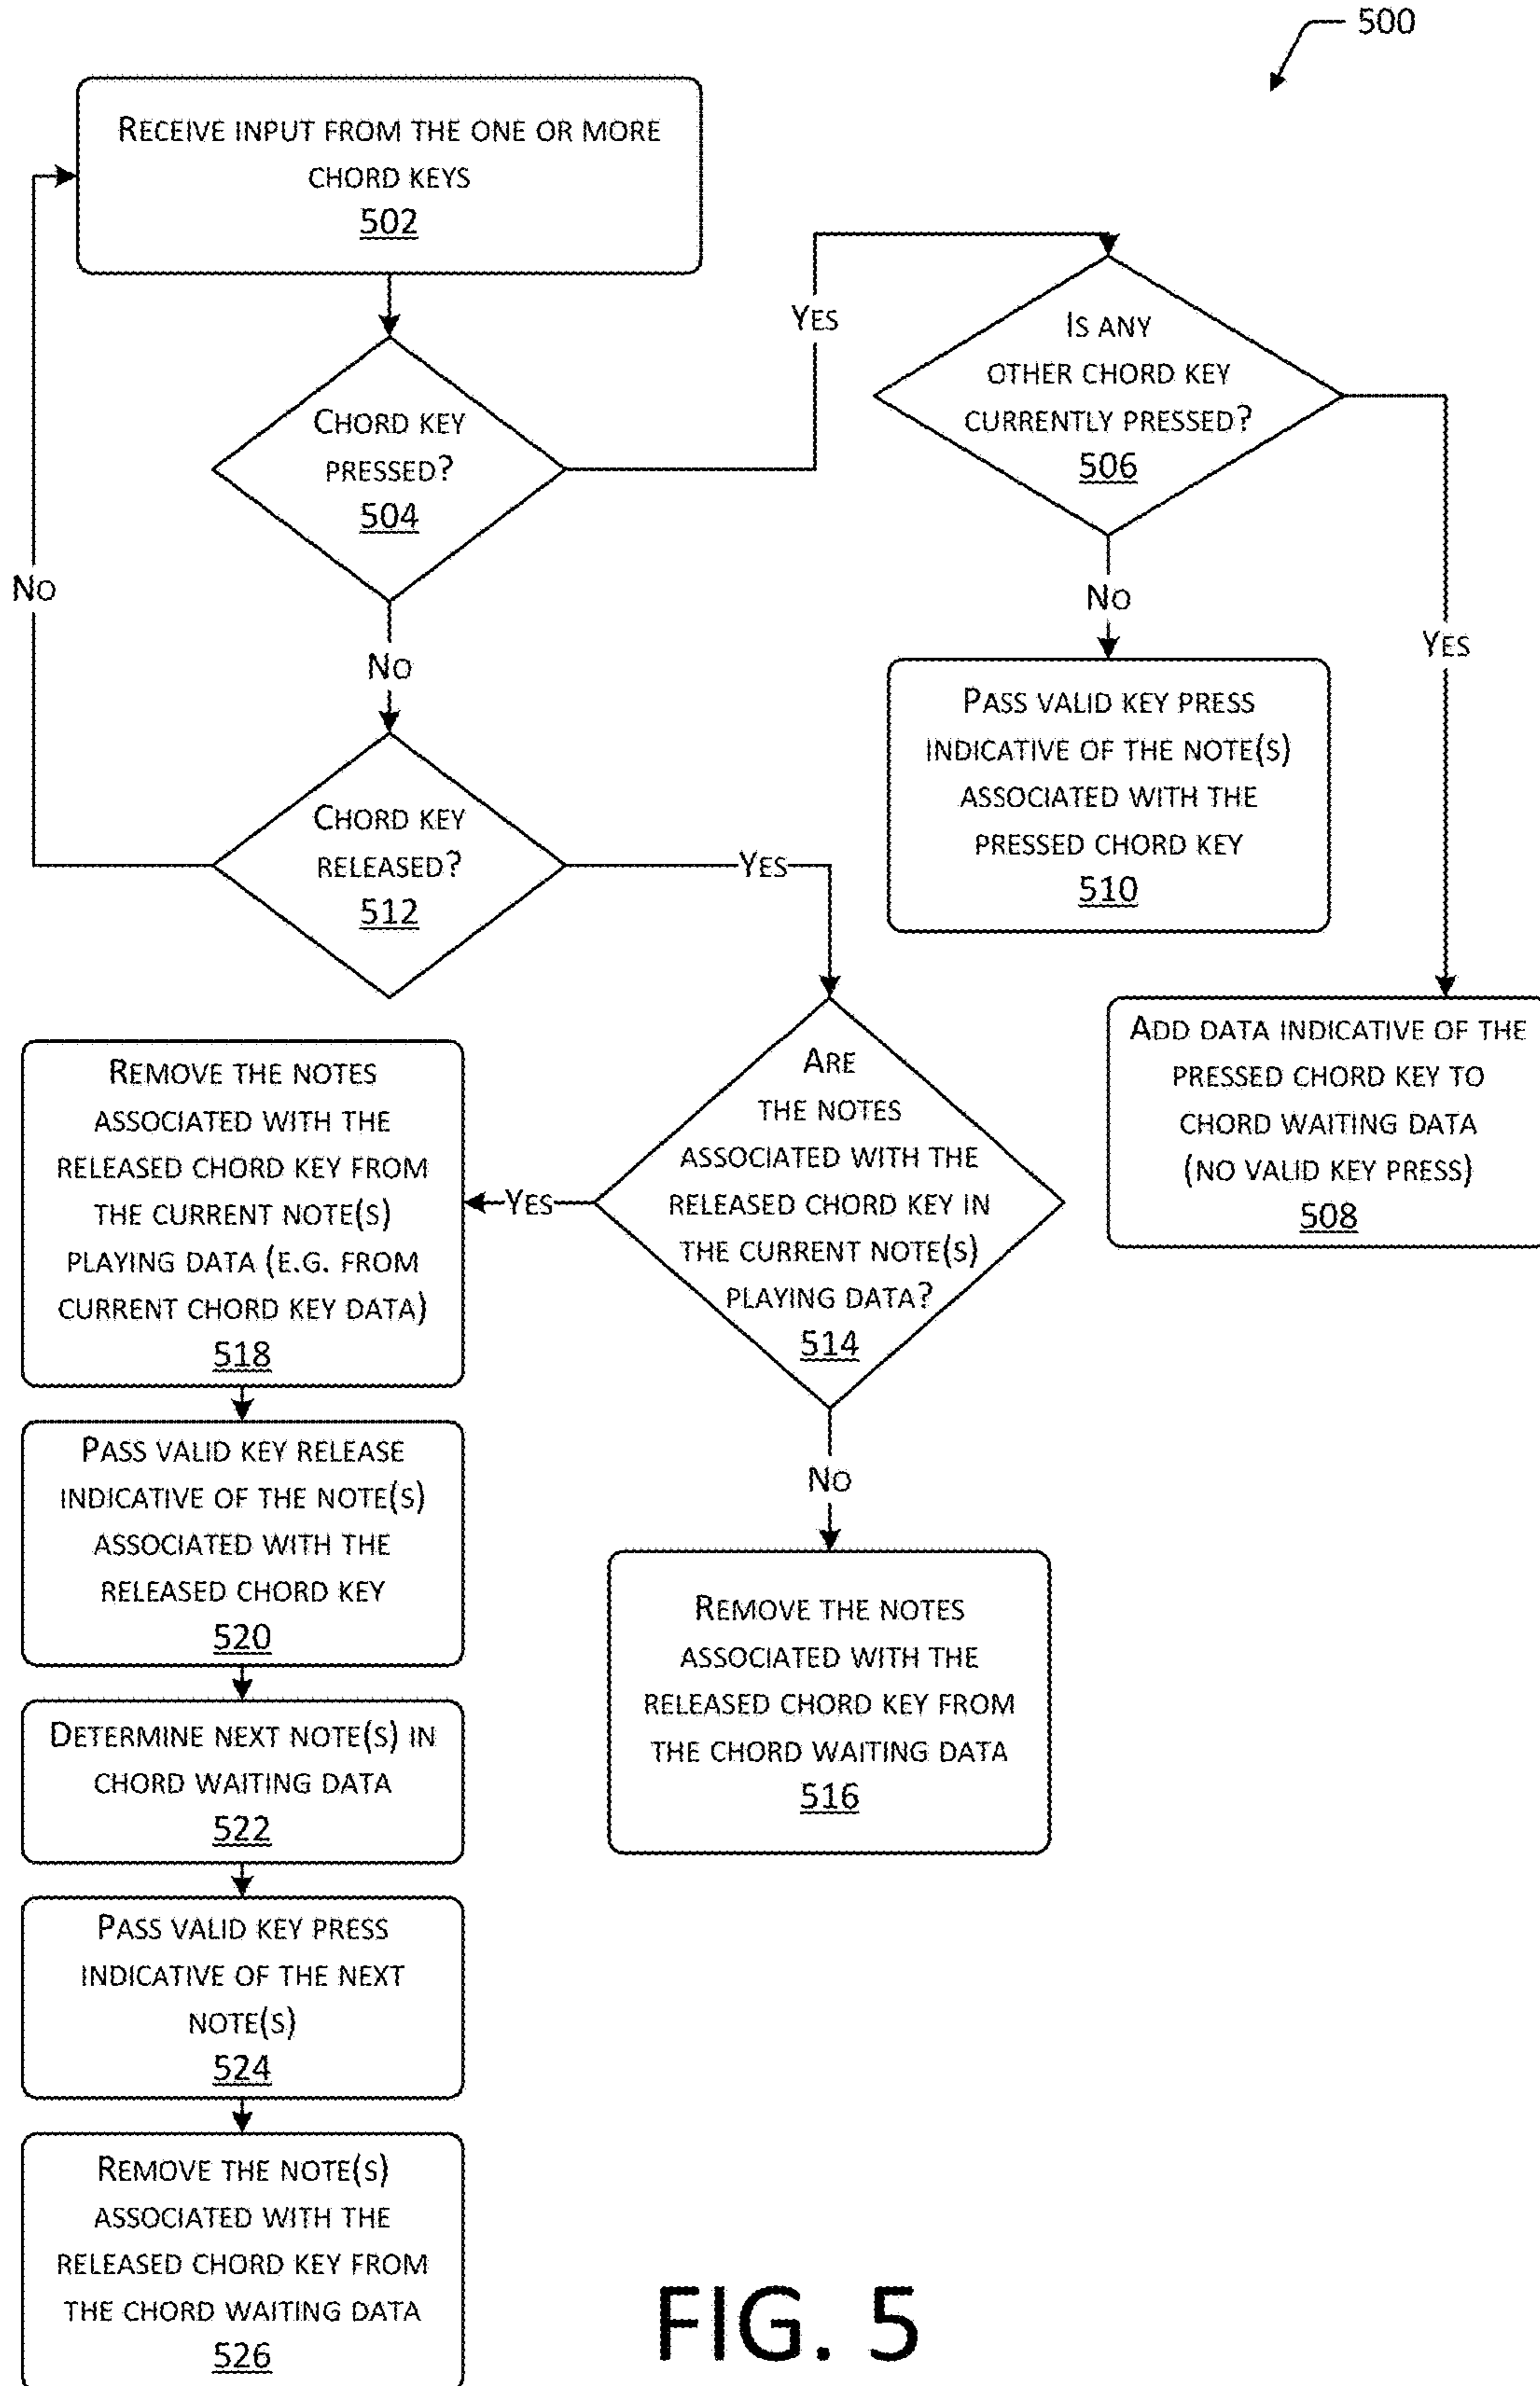 500
RECEIVE INPUT FROM THE ONE OR MORE
CHORD KEYS
502
YES
IS ANY
OTHER CHORD KEY
CURRENTLY PRESSED?
506
CHORD KEY
PRESSED?
504
NO
NO
YES
NO
PASS VALID KEY PRESS
INDICATIVE OF THE NOTE(S)
ASSOCIATED WITH THE
PRESSED CHORD KEY
510
CHORD KEY
RELEASED?
512
YES
ADD DATA INDICATIVE OF THE
PRESSED CHORD KEY TO
CHORD WAITING DATA
(NO VALID KEY PRESS)
508
ARE
THE NOTES
ASSOCIATED WITH THE
RELEASED CHORD KEY IN
THE CURRENT NOTE(S)
PLAYING DATA?
514
YES
REMOVE THE NOTES
ASSOCIATED WITH THE
RELEASED CHORD KEY FROM
THE CURRENT NOTE(S)
PLAYING DATA (E.G. FROM
CURRENT CHORD KEY DATA)
518
NO
PASS VALID KEY RELEASE
INDICATIVE OF THE NOTE(S)
ASSOCIATED WITH THE
RELEASED CHORD KEY
520
REMOVE THE NOTES
ASSOCIATED WITH THE
RELEASED CHORD KEY FROM
THE CHORD WAITING DATA
516
DETERMINE NEXT NOTE(S) IN
CHORD WAITING DATA
522
PASS VALID KEY PRESS
INDICATIVE OF THE NEXT
NOTE(S)
524
REMOVE THE NOTE(S)
ASSOCIATED WITH THE
RELEASED CHORD KEY FROM
THE CHORD WAITING DATA
526
FIG. 5